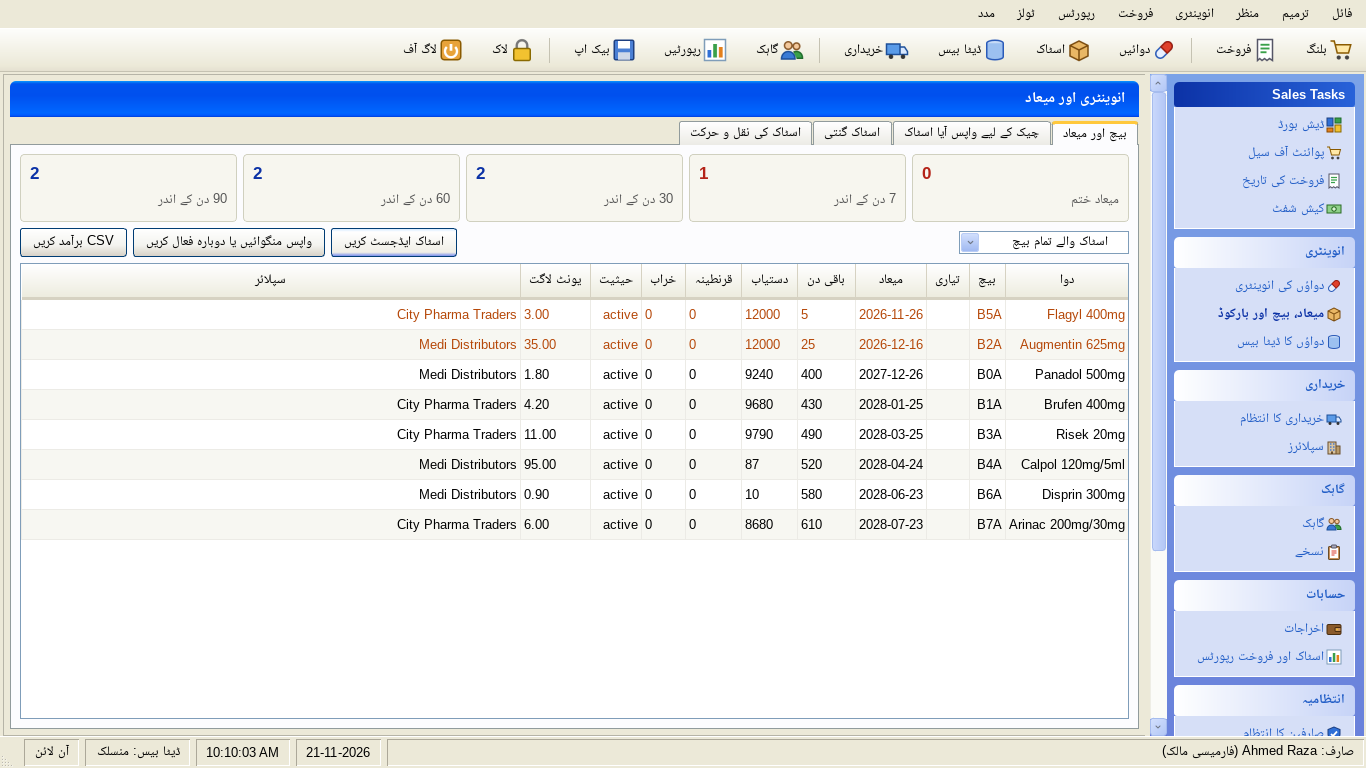 فائل ترمیم منظر انوینٹری فروخت رپورٹس ٹولز مدد
بلنگ فروخت دوائیں اسٹاک ڈیٹا بیس خریداری گاہک رپورٹیں بیک اپ لاک لاگ آف
Sales Tasks
ڈیش بورڈ
پوائنٹ آف سیل
فروخت کی تاریخ
کیش شفٹ
انوینٹری
دواؤں کی انوینٹری
میعاد، بیچ اور بارکوڈ
دواؤں کا ڈیٹا بیس
خریداری
خریداری کا انتظام
سپلائرز
گاہک
گاہک
نسخے
حسابات
اخراجات
اسٹاک اور فروخت رپورٹس
انتظامیہ
صارفین کا انتظام
انوینٹری اور میعاد
بیچ اور میعاد چیک کے لیے واپس آیا اسٹاک اسٹاک گنتی اسٹاک کی نقل و حرکت
0 1 2 2 2
میعاد ختم 7 دن کے اندر 30 دن کے اندر 60 دن کے اندر 90 دن کے اندر
اسٹاک والے تمام بیچ اسٹاک ایڈجسٹ کریں واپس منگوائیں یا دوبارہ فعال کریں CSV برآمد کریں
دوا بیچ تیاری میعاد باقی دن دستیاب قرنطینہ خراب حیثیت یونٹ لاگت سپلائر
Flagyl 400mg B5A 2026-11-26 5 12000 0 0 active 3.00 City Pharma Traders
Augmentin 625mg B2A 2026-12-16 25 12000 0 0 active 35.00 Medi Distributors
Panadol 500mg B0A 2027-12-26 400 9240 0 0 active 1.80 Medi Distributors
Brufen 400mg B1A 2028-01-25 430 9680 0 0 active 4.20 City Pharma Traders
Risek 20mg B3A 2028-03-25 490 9790 0 0 active 11.00 City Pharma Traders
Calpol 120mg/5ml B4A 2028-04-24 520 87 0 0 active 95.00 Medi Distributors
Disprin 300mg B6A 2028-06-23 580 10 0 0 active 0.90 Medi Distributors
Arinac 200mg/30mg B7A 2028-07-23 610 8680 0 0 active 6.00 City Pharma Traders
صارف: Ahmed Raza (فارمیسی مالک) 21-11-2026 10:10:03 AM ڈیٹا بیس: منسلک آن لائن